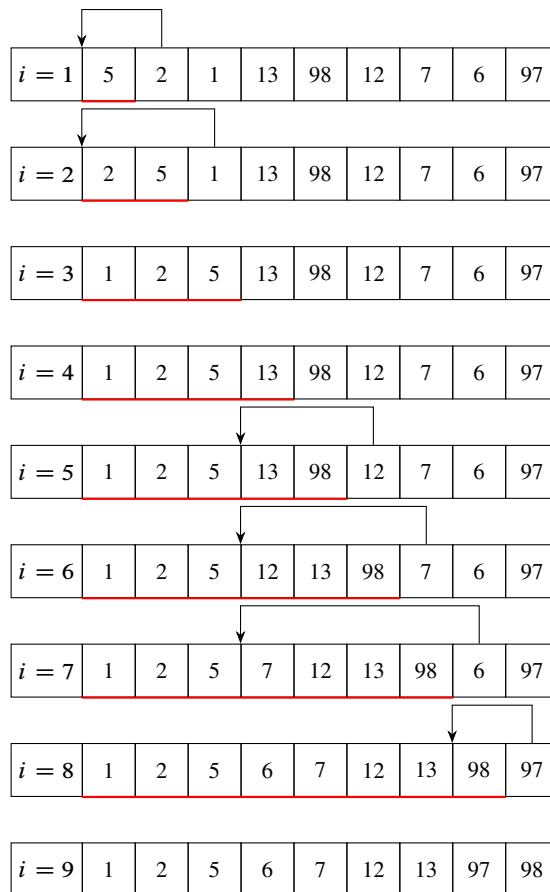 i = 1 5 2 1 13 98 12 7 6 97
i = 2 2 5 1 13 98 12 7 6 97
i = 3 1 2 5 13 98 12 7 6 97
i = 4 1 2 5 13 98 12 7 6 97
i = 5 1 2 5 13 98 12 7 6 97
i = 6 1 2 5 12 13 98 7 6 97
i = 7 1 2 5 7 12 13 98 6 97
i = 8 1 2 5 6 7 12 13 98 97
i = 9 1 2 5 6 7 12 13 97 98